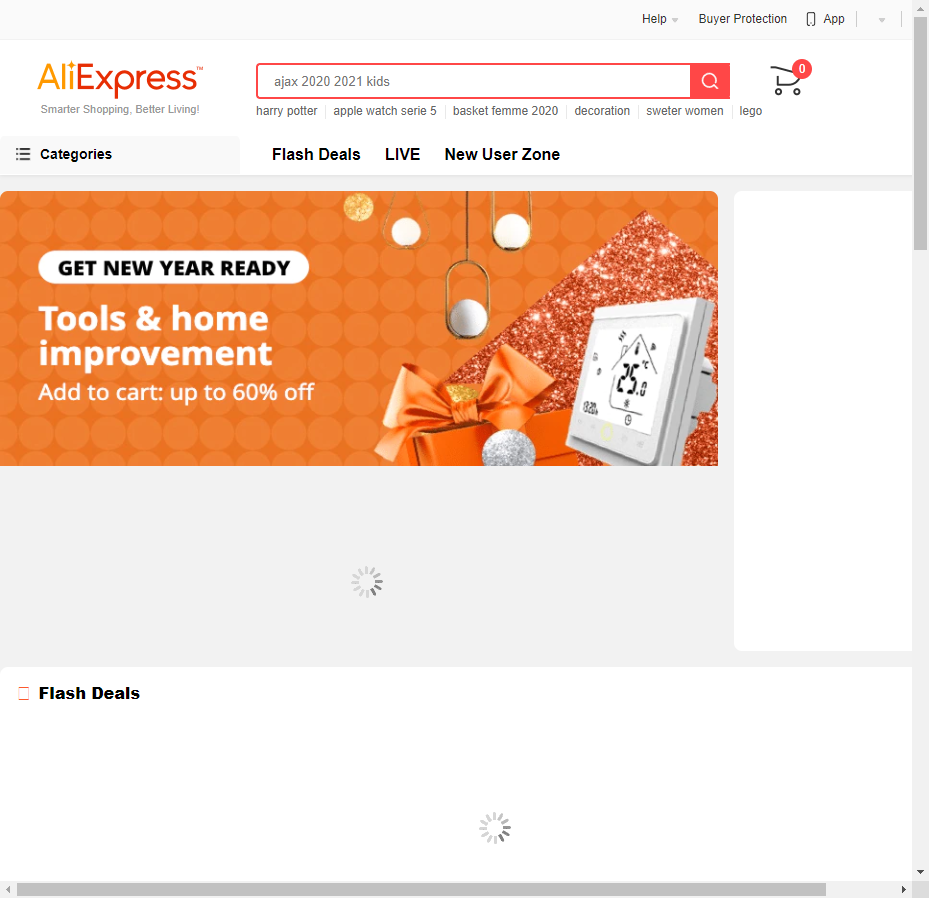 Help
Buyer Protection
App
AliExpress™
Smarter Shopping, Better Living!
ajax 2020 2021 kids
0
harry potter
apple watch serie 5
basket femme 2020
decoration
sweter women
lego
Categories
Flash Deals
LIVE
New User Zone
GET NEW YEAR READY
Tools & home
improvement
Add to cart: up to 60% off
25.0
°C
Flash Deals